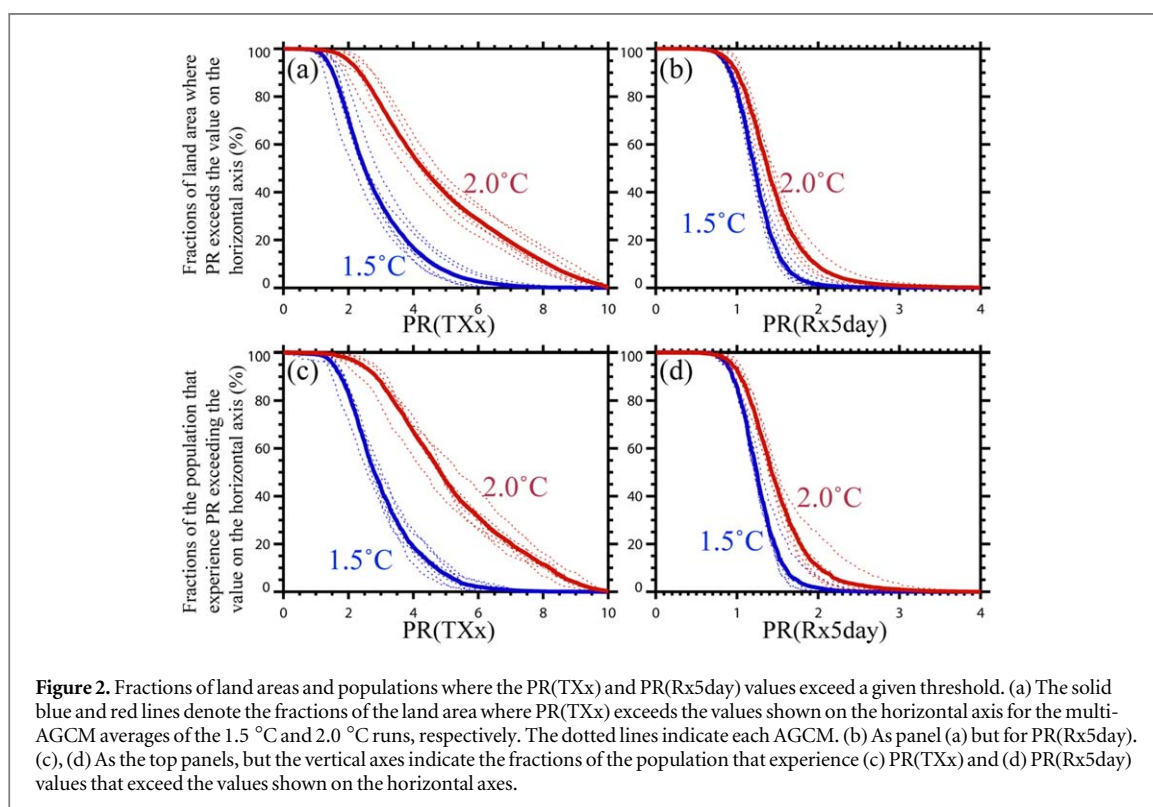 Fractions of land area where
PR exceeds the value on the
horizontal axis (%)
100
80
60
40
20
0
(a)
2.0°C
1.5°C
0 2 4 6 8 10
PR(TXx)
100
80
60
40
20
0
(b)
2.0°C
1.5°C
0 1 2 3 4
PR(Rx5day)
Fractions of the population that
experience PR exceeding the
value on the horizontal axis (%)
100
80
60
40
20
0
(c)
2.0°C
1.5°C
0 2 4 6 8 10
PR(TXx)
100
80
60
40
20
0
(d)
2.0°C
1.5°C
0 1 2 3 4
PR(Rx5day)
Figure 2. Fractions of land areas and populations where the PR(TXx) and PR(Rx5day) values exceed a given threshold. (a) The solid
blue and red lines denote the fractions of the land area where PR(TXx) exceeds the values shown on the horizontal axis for the multi-
AGCM averages of the 1.5 °C and 2.0 °C runs, respectively. The dotted lines indicate each AGCM. (b) As panel (a) but for PR(Rx5day).
(c), (d) As the top panels, but the vertical axes indicate the fractions of the population that experience (c) PR(TXx) and (d) PR(Rx5day)
values that exceed the values shown on the horizontal axes.